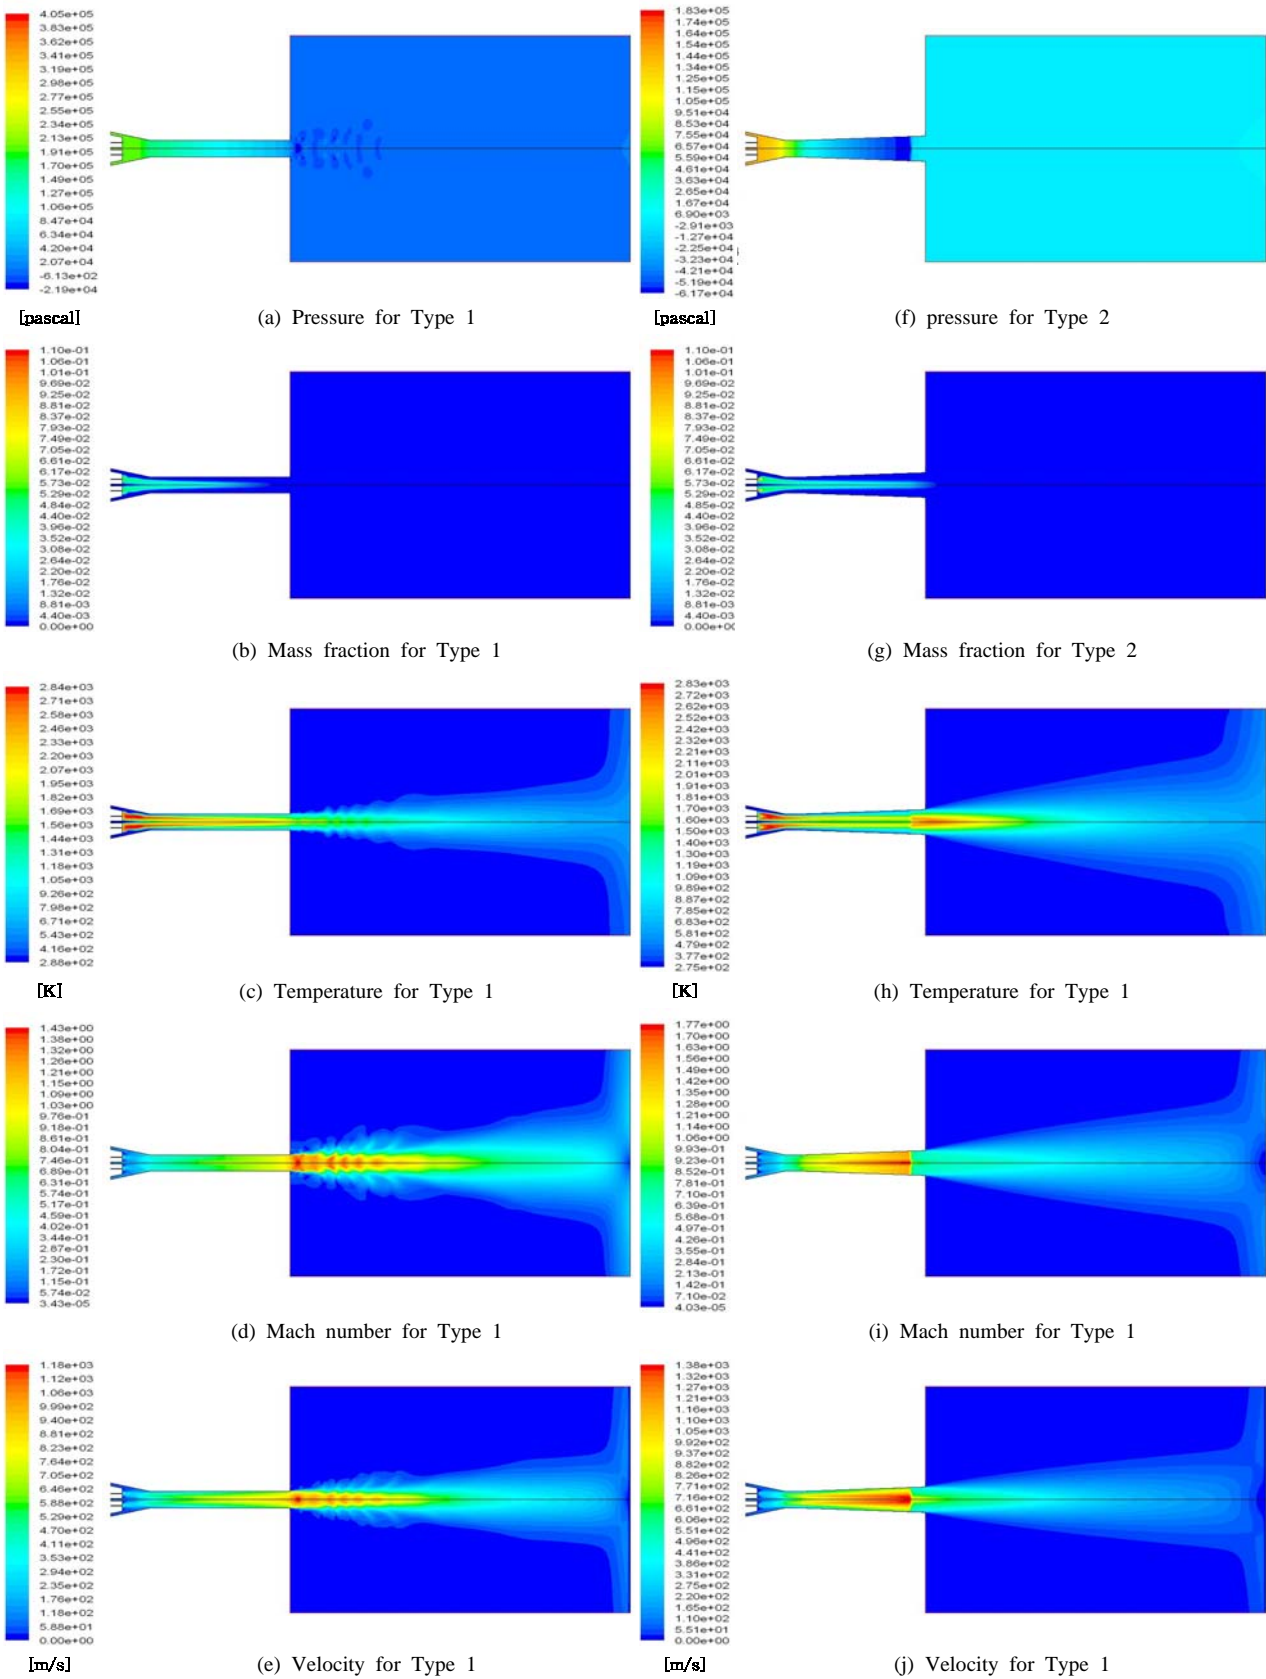 4.05e+05
3.83e+05
3.62e+05
3.41e+05
3.19e+05
2.98e+05
2.77e+05
2.55e+05
2.34e+05
2.13e+05
1.91e+05
1.70e+05
1.49e+05
1.27e+05
1.06e+05
8.47e+04
6.34e+04
4.20e+04
2.07e+04
-6.13e+02
-2.19e+04
[pascal]
(a) Pressure for Type 1
1.83e+05
1.74e+05
1.64e+05
1.54e+05
1.44e+05
1.34e+05
1.25e+05
1.15e+05
1.05e+05
9.51e+04
8.53e+04
7.55e+04
6.57e+04
5.59e+04
4.61e+04
3.63e+04
2.65e+04
1.67e+04
6.90e+03
-2.91e+03
-1.27e+04
-2.25e+04
-3.23e+04
-4.21e+04
-5.19e+04
-6.17e+04
[pascal]
(f) pressure for Type 2
1.10e-01
1.06e-01
1.01e-01
9.69e-02
9.25e-02
8.81e-02
8.37e-02
7.93e-02
7.49e-02
7.05e-02
6.61e-02
6.17e-02
5.73e-02
5.29e-02
4.84e-02
4.40e-02
3.96e-02
3.52e-02
3.08e-02
2.64e-02
2.20e-02
1.76e-02
1.32e-02
8.81e-03
4.40e-03
0.00e+00
(b) Mass fraction for Type 1
1.10e-01
1.06e-01
1.01e-01
9.69e-02
9.25e-02
8.81e-02
8.37e-02
7.93e-02
7.49e-02
7.05e-02
6.61e-02
6.17e-02
5.73e-02
5.29e-02
4.84e-02
4.40e-02
3.96e-02
3.52e-02
3.08e-02
2.64e-02
2.20e-02
1.76e-02
1.32e-02
8.81e-03
4.40e-03
0.00e+00
(g) Mass fraction for Type 2
2.84e+03
2.71e+03
2.58e+03
2.46e+03
2.33e+03
2.20e+03
2.07e+03
1.95e+03
1.82e+03
1.69e+03
1.56e+03
1.44e+03
1.31e+03
1.18e+03
1.05e+03
9.26e+02
7.98e+02
6.71e+02
5.43e+02
4.16e+02
2.88e+02
[K]
(c) Temperature for Type 1
2.83e+03
2.72e+03
2.62e+03
2.52e+03
2.42e+03
2.32e+03
2.21e+03
2.11e+03
2.01e+03
1.91e+03
1.81e+03
1.70e+03
1.60e+03
1.50e+03
1.40e+03
1.30e+03
1.19e+03
1.09e+03
9.89e+02
8.87e+02
7.85e+02
6.83e+02
5.81e+02
4.79e+02
3.77e+02
2.75e+02
[K]
(h) Temperature for Type 1
1.43e+00
1.38e+00
1.32e+00
1.26e+00
1.21e+00
1.15e+00
1.09e+00
1.03e+00
9.76e-01
9.18e-01
8.61e-01
8.04e-01
7.46e-01
6.89e-01
6.31e-01
5.74e-01
5.17e-01
4.59e-01
4.02e-01
3.44e-01
2.87e-01
2.30e-01
1.72e-01
1.15e-01
5.74e-02
3.43e-05
(d) Mach number for Type 1
1.77e+00
1.70e+00
1.63e+00
1.56e+00
1.49e+00
1.42e+00
1.35e+00
1.28e+00
1.21e+00
1.14e+00
1.06e+00
9.93e-01
9.23e-01
8.52e-01
7.81e-01
7.10e-01
6.39e-01
5.68e-01
4.97e-01
4.26e-01
3.55e-01
2.84e-01
2.13e-01
1.42e-01
7.10e-02
4.03e-05
(i) Mach number for Type 1
1.18e+03
1.12e+03
1.06e+03
9.99e+02
9.40e+02
8.81e+02
8.23e+02
7.64e+02
7.05e+02
6.46e+02
5.88e+02
5.29e+02
4.70e+02
4.11e+02
3.53e+02
2.94e+02
2.35e+02
1.76e+02
1.18e+02
5.88e+01
0.00e+00
[m/s]
(e) Velocity for Type 1
1.38e+03
1.32e+03
1.27e+03
1.21e+03
1.16e+03
1.10e+03
1.05e+03
9.92e+02
9.37e+02
8.82e+02
8.26e+02
7.71e+02
7.16e+02
6.61e+02
6.06e+02
5.51e+02
4.96e+02
4.41e+02
3.86e+02
3.31e+02
2.75e+02
2.20e+02
1.65e+02
1.10e+02
5.51e+01
0.00e+00
[m/s]
(j) Velocity for Type 1